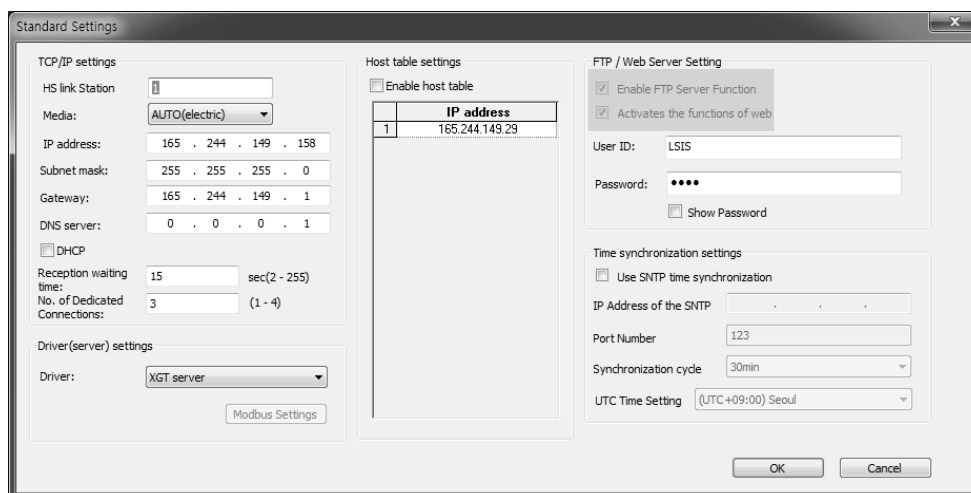 Standard Settings
TCP/IP settings
HS link Station 1
Media: AUTO(electric)
IP address: 165 . 244 . 149 . 158
Subnet mask: 255 . 255 . 255 . 0
Gateway: 165 . 244 . 149 . 1
DNS server: 0 . 0 . 0 . 1
DHCP
Reception waiting time: 15 sec(2 - 255)
No. of Dedicated Connections: 3 (1 - 4)
Driver(server) settings
Driver: XGT server
Modbus Settings
Host table settings
Enable host table
IP address
1 165.244.149.29
FTP / Web Server Setting
Enable FTP Server Function
Activates the functions of web
User ID: LSIS
Password: ●●●●
Show Password
Time synchronization settings
Use SNTP time synchronization
IP Address of the SNTP . . .
Port Number 123
Synchronization cycle 30min
UTC Time Setting (UTC+09:00) Seoul
OK Cancel